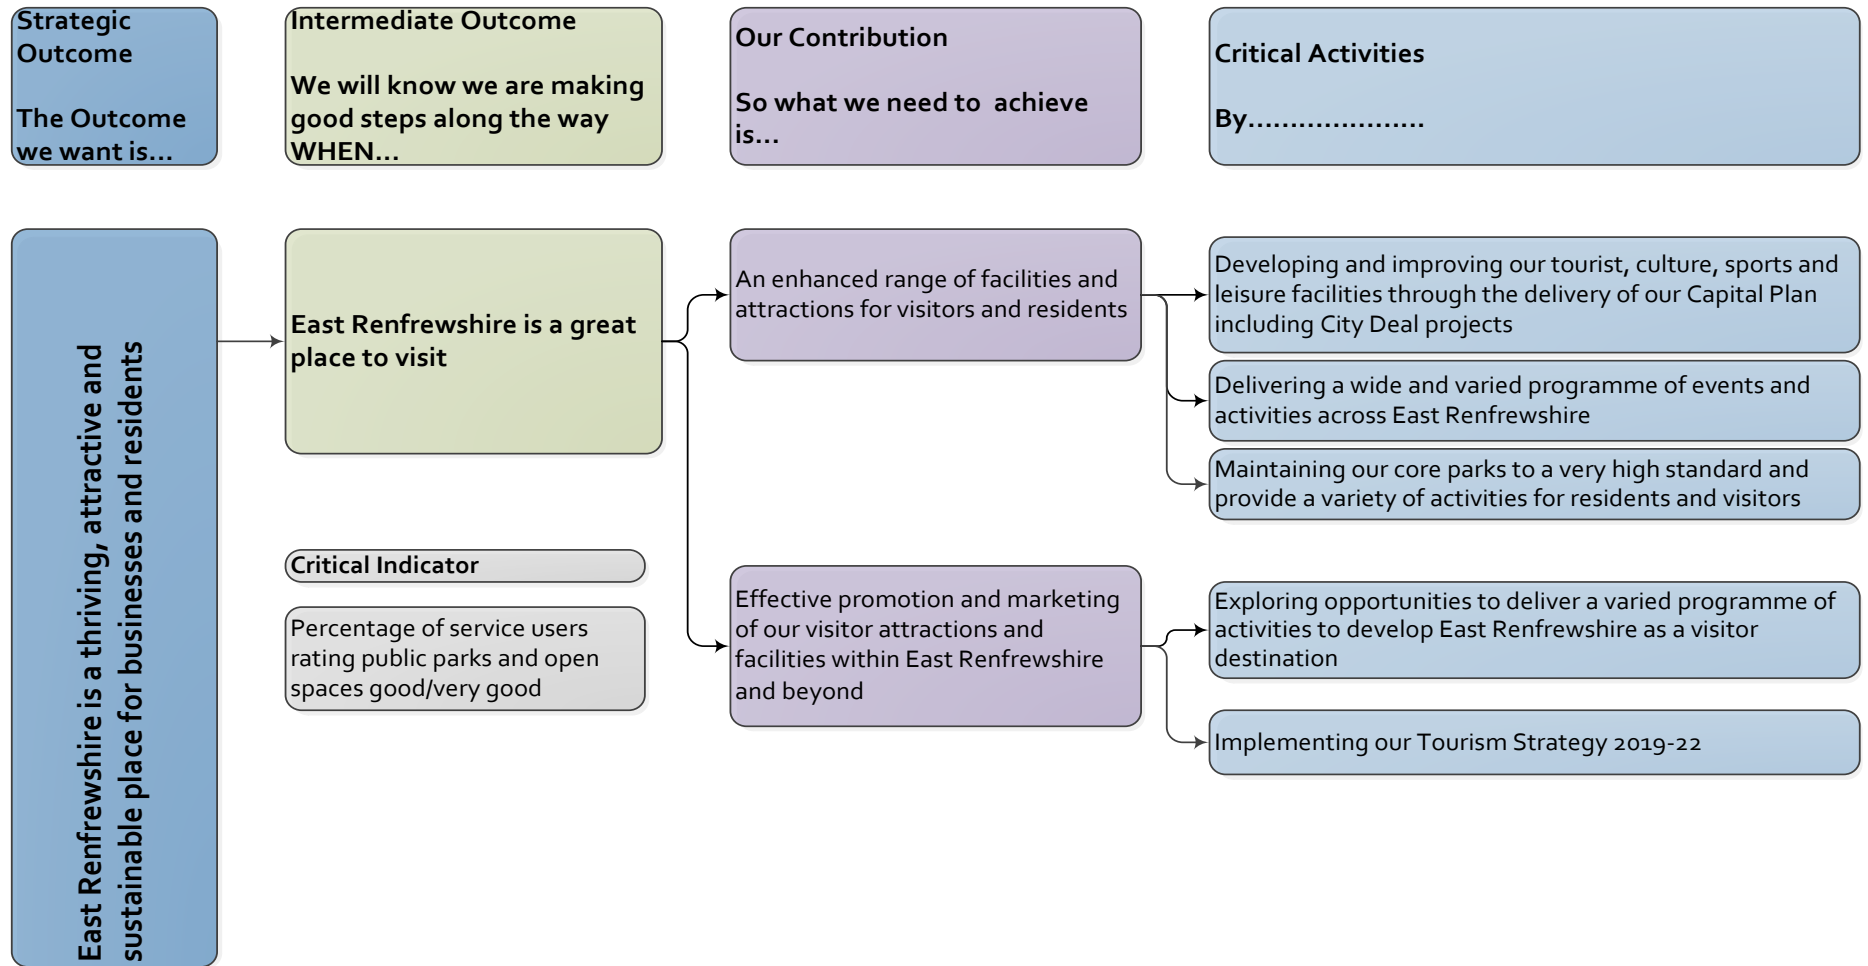 Strategic
Outcome
The Outcome
we want is...
Intermediate Outcome
We will know we are making
good steps along the way
WHEN...
Our Contribution
So what we need to achieve
is...
Critical Activities
By.....................
East Renfrewshire is a thriving, attractive and
sustainable place for businesses and residents
East Renfrewshire is a great
place to visit
Critical Indicator
Percentage of service users
rating public parks and open
spaces good/very good
An enhanced range of facilities and
attractions for visitors and residents
Effective promotion and marketing
of our visitor attractions and
facilities within East Renfrewshire
and beyond
Developing and improving our tourist, culture, sports and
leisure facilities through the delivery of our Capital Plan
including City Deal projects
Delivering a wide and varied programme of events and
activities across East Renfrewshire
Maintaining our core parks to a very high standard and
provide a variety of activities for residents and visitors
Exploring opportunities to deliver a varied programme of
activities to develop East Renfrewshire as a visitor
destination
Implementing our Tourism Strategy 2019-22